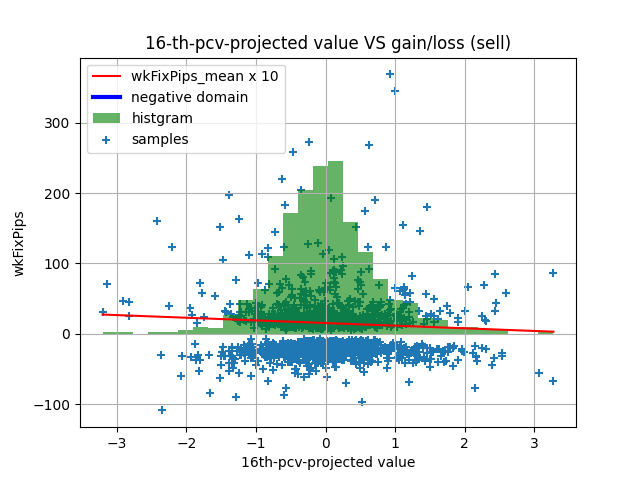 16-th-pcv-projected value VS gain/loss (sell)
wkFixPips_mean x 10
negative domain
histgram
samples
wkFixPips
300
200
100
0
−100
−3 −2 −1 0 1 2 3
16th-pcv-projected value